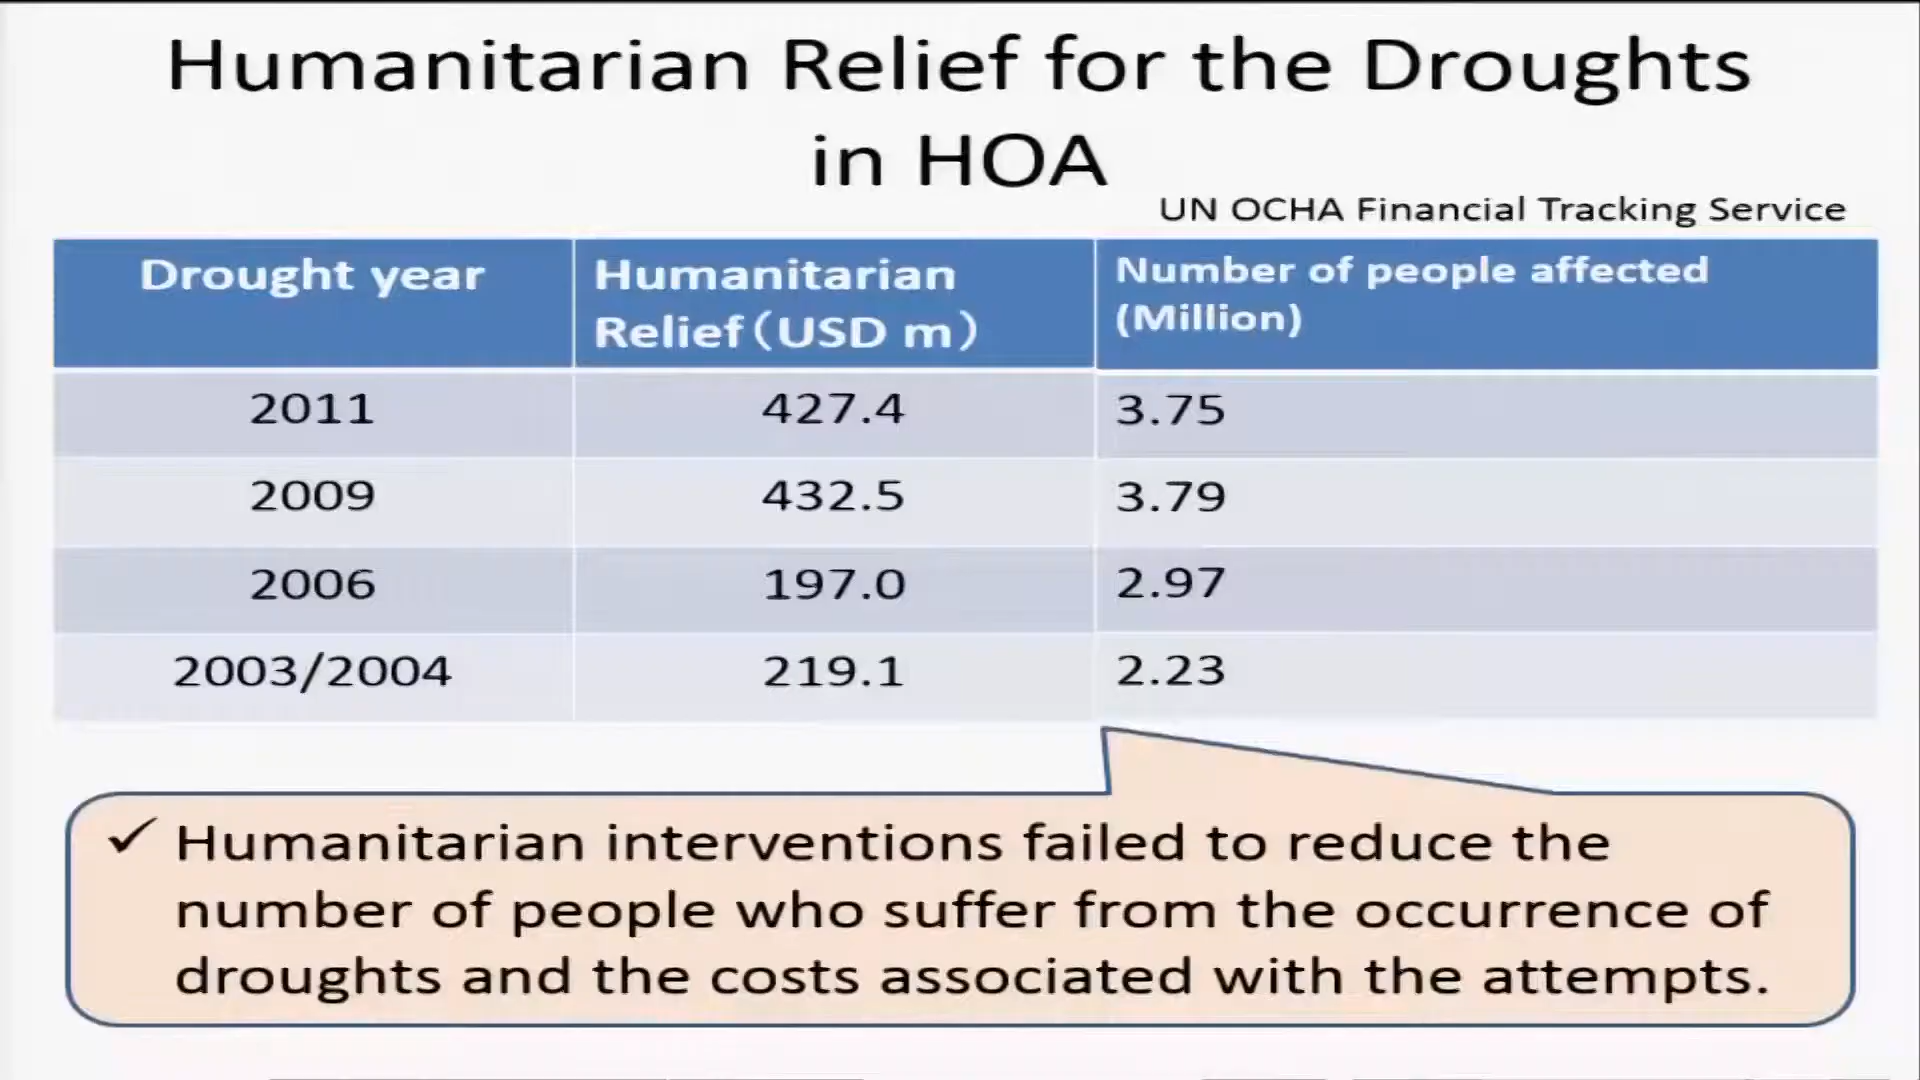 Humanitarian Relief for the Droughts
in HOA
UN OCHA Financial Tracking Service
Drought year
Humanitarian
Relief（USD m）
Number of people affected
(Million)
2011
427.4
3.75
2009
432.5
3.79
2006
197.0
2.97
2003/2004
219.1
2.23
✓ Humanitarian interventions failed to reduce the
number of people who suffer from the occurrence of
droughts and the costs associated with the attempts.